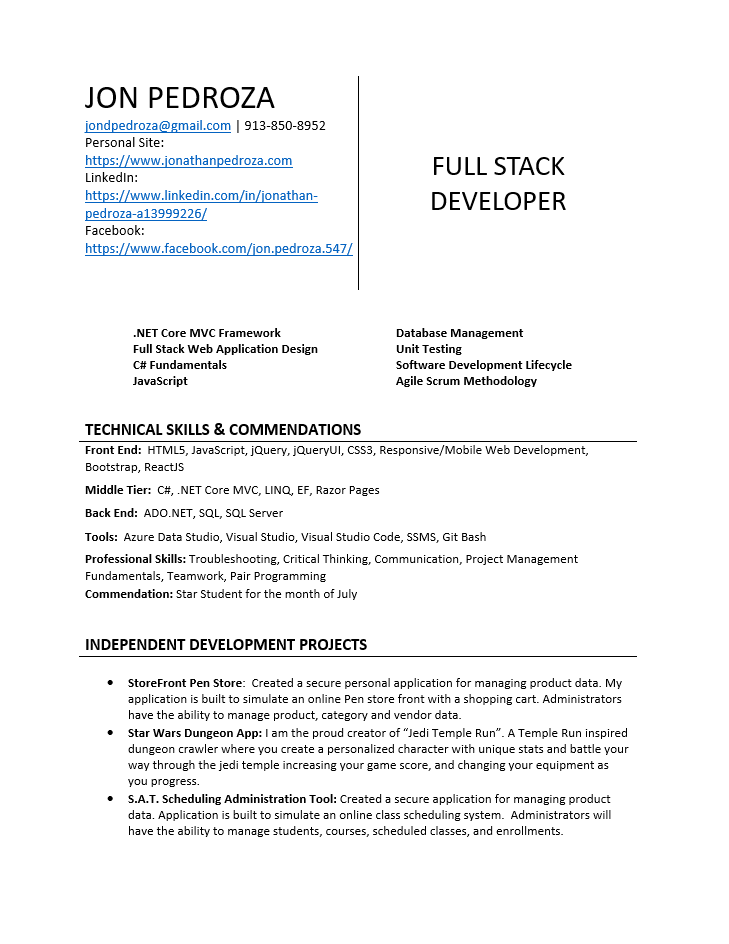 JON PEDROZA
jondpedroza@gmail.com | 913-850-8952
Personal Site:
https://www.jonathanpedroza.com
LinkedIn:
https://www.linkedin.com/in/jonathan-
pedroza-a13999226/
Facebook:
https://www.facebook.com/jon.pedroza.547/
FULL STACK
DEVELOPER
.NET Core MVC Framework
Full Stack Web Application Design
C# Fundamentals
JavaScript
Database Management
Unit Testing
Software Development Lifecycle
Agile Scrum Methodology
TECHNICAL SKILLS & COMMENDATIONS
Front End:  HTML5, JavaScript, jQuery, jQueryUI, CSS3, Responsive/Mobile Web Development,
Bootstrap, ReactJS
Middle Tier:  C#, .NET Core MVC, LINQ, EF, Razor Pages
Back End:  ADO.NET, SQL, SQL Server
Tools:  Azure Data Studio, Visual Studio, Visual Studio Code, SSMS, Git Bash
Professional Skills: Troubleshooting, Critical Thinking, Communication, Project Management
Fundamentals, Teamwork, Pair Programming
Commendation: Star Student for the month of July
INDEPENDENT DEVELOPMENT PROJECTS
• StoreFront Pen Store:  Created a secure personal application for managing product data. My
application is built to simulate an online Pen store front with a shopping cart. Administrators
have the ability to manage product, category and vendor data.
• Star Wars Dungeon App: I am the proud creator of “Jedi Temple Run”. A Temple Run inspired
dungeon crawler where you create a personalized character with unique stats and battle your
way through the jedi temple increasing your game score, and changing your equipment as
you progress.
• S.A.T. Scheduling Administration Tool: Created a secure application for managing product
data. Application is built to simulate an online class scheduling system.  Administrators will
have the ability to manage students, courses, scheduled classes, and enrollments.